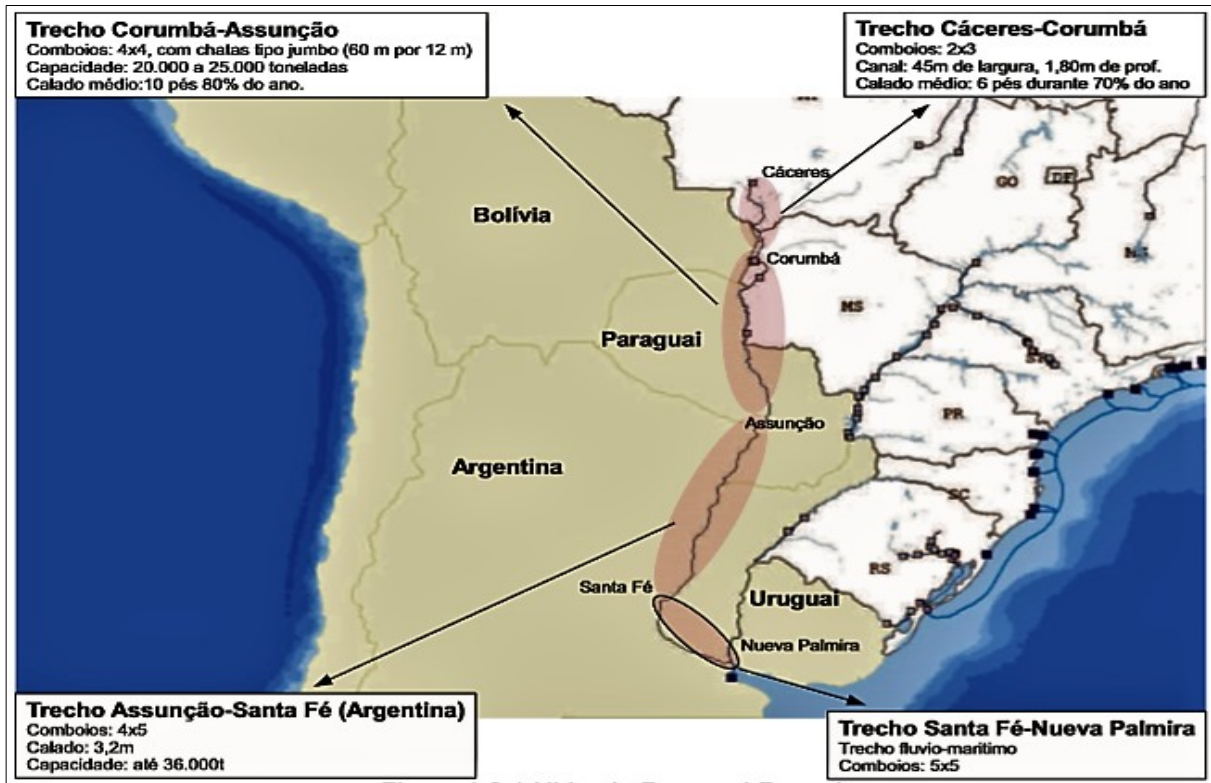 Trecho Corumbá-Assunção
Comboios: 4x4, com chatas tipo jumbo (60 m por 12 m)
Capacidade: 20.000 a 25.000 toneladas
Calado médio:10 pés 80% do ano.
Trecho Cáceres-Corumbá
Comboios: 2x3
Canal: 45m de largura, 1,80m de prof.
Calado médio: 6 pés durante 70% do ano
Cáceres
GO
DF
Bolívia
Corumbá
MS
Paraguai
Assunção
PR
Argentina
SC
RS
Santa Fé
Uruguai
Nueva Palmira
Trecho Assunção-Santa Fé (Argentina)
Comboios: 4x5
Calado: 3,2m
Capacidade: até 36.000t
Trecho Santa Fé-Nueva Palmira
Trecho fluvio-maritimo
Comboios: 5x5